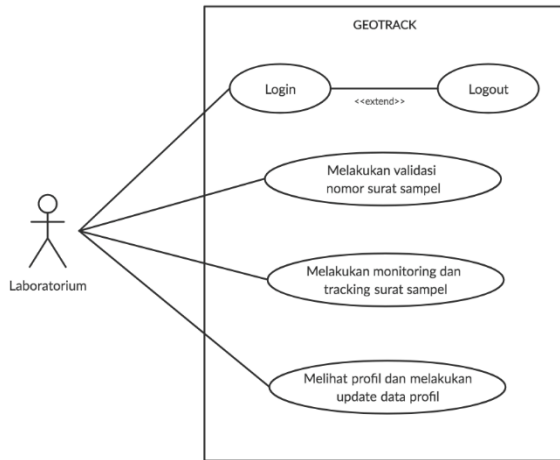 GEOTRACK
Login
<<extend>>
Logout
Melakukan validasi
nomor surat sampel
Laboratorium
Melakukan monitoring dan
tracking surat sampel
Melihat profil dan melakukan
update data profil